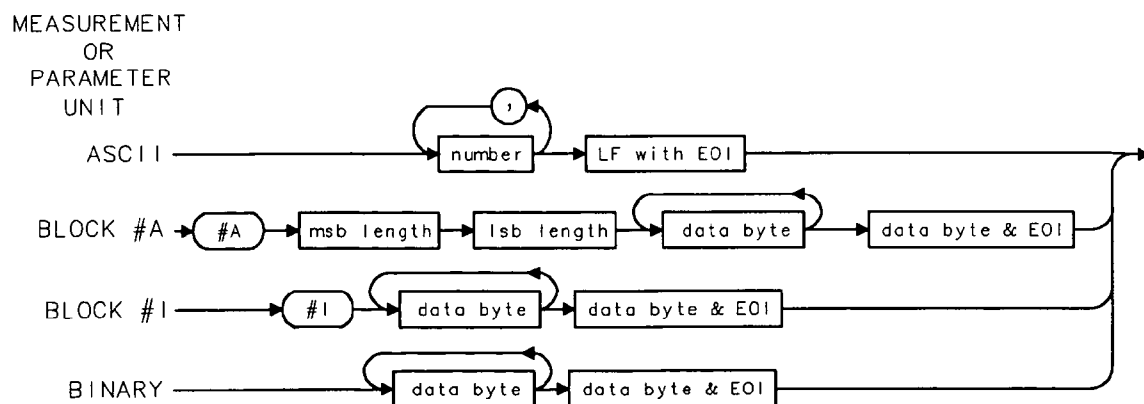 MEASUREMENT
OR
PARAMETER
UNIT
,
ASCII number LF with EOI
BLOCK #A #A msb length lsb length data byte data byte & EOI
BLOCK #I #I data byte data byte & EOI
BINARY data byte data byte & EOI